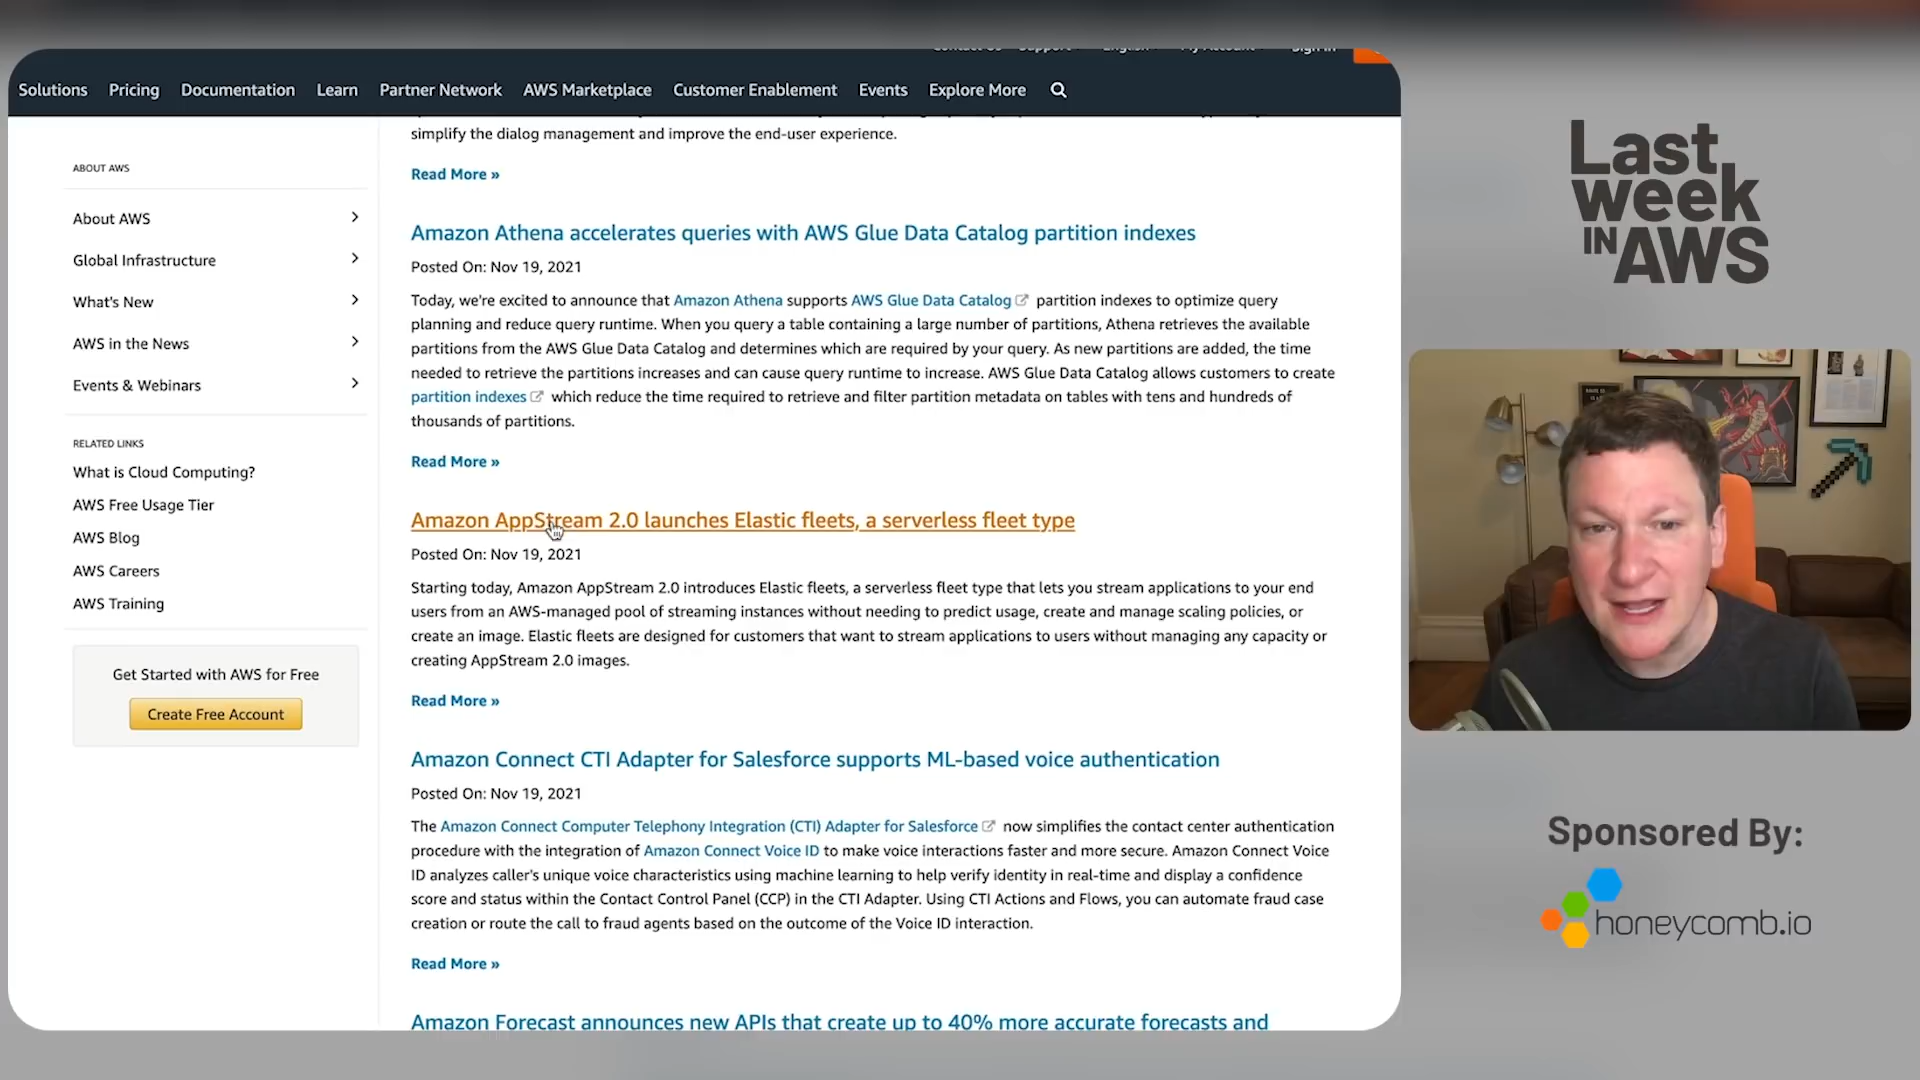 Contact Us Support English My Account Sign In
Solutions Pricing Documentation Learn Partner Network AWS Marketplace Customer Enablement Events Explore More
ABOUT AWS
About AWS
Global Infrastructure
What's New
AWS in the News
Events & Webinars
RELATED LINKS
What is Cloud Computing?
AWS Free Usage Tier
AWS Blog
AWS Careers
AWS Training
Get Started with AWS for Free
Create Free Account
simplify the dialog management and improve the end-user experience.
Read More »
Amazon Athena accelerates queries with AWS Glue Data Catalog partition indexes
Posted On: Nov 19, 2021
Today, we're excited to announce that Amazon Athena supports AWS Glue Data Catalog partition indexes to optimize query
planning and reduce query runtime. When you query a table containing a large number of partitions, Athena retrieves the available
partitions from the AWS Glue Data Catalog and determines which are required by your query. As new partitions are added, the time
needed to retrieve the partitions increases and can cause query runtime to increase. AWS Glue Data Catalog allows customers to create
partition indexes which reduce the time required to retrieve and filter partition metadata on tables with tens and hundreds of
thousands of partitions.
Read More »
Amazon AppStream 2.0 launches Elastic fleets, a serverless fleet type
Posted On: Nov 19, 2021
Starting today, Amazon AppStream 2.0 introduces Elastic fleets, a serverless fleet type that lets you stream applications to your end
users from an AWS-managed pool of streaming instances without needing to predict usage, create and manage scaling policies, or
create an image. Elastic fleets are designed for customers that want to stream applications to users without managing any capacity or
creating AppStream 2.0 images.
Read More »
Amazon Connect CTI Adapter for Salesforce supports ML-based voice authentication
Posted On: Nov 19, 2021
The Amazon Connect Computer Telephony Integration (CTI) Adapter for Salesforce now simplifies the contact center authentication
procedure with the integration of Amazon Connect Voice ID to make voice interactions faster and more secure. Amazon Connect Voice
ID analyzes caller's unique voice characteristics using machine learning to help verify identity in real-time and display a confidence
score and status within the Contact Control Panel (CCP) in the CTI Adapter. Using CTI Actions and Flows, you can automate fraud case
creation or route the call to fraud agents based on the outcome of the Voice ID interaction.
Read More »
Amazon Forecast announces new APIs that create up to 40% more accurate forecasts and
Last
week
IN AWS
Sponsored By:
honeycomb.io